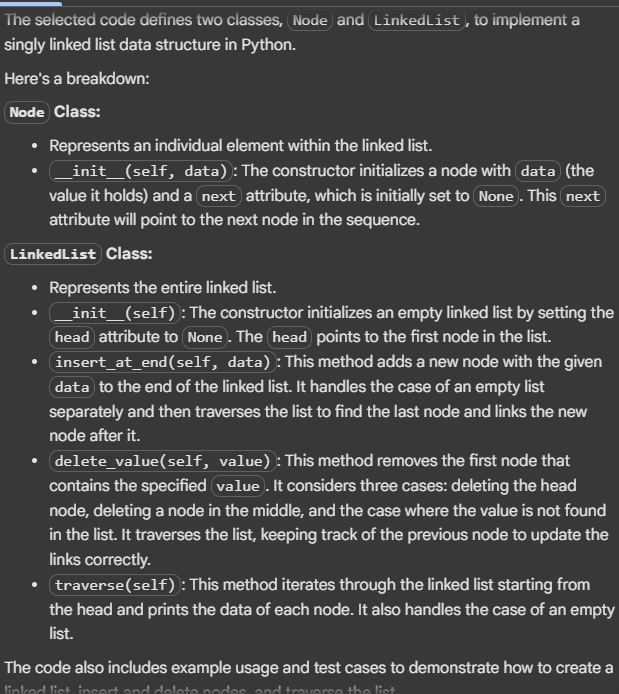 The selected code defines two classes, Node and LinkedList, to implement a
singly linked list data structure in Python.
Here's a breakdown:
Node Class:
• Represents an individual element within the linked list.
• __init__(self, data): The constructor initializes a node with data (the
value it holds) and a next attribute, which is initially set to None. This next
attribute will point to the next node in the sequence.
LinkedList Class:
• Represents the entire linked list.
• __init__(self): The constructor initializes an empty linked list by setting the
head attribute to None. The head points to the first node in the list.
• insert_at_end(self, data): This method adds a new node with the given
data to the end of the linked list. It handles the case of an empty list
separately and then traverses the list to find the last node and links the new
node after it.
• delete_value(self, value): This method removes the first node that
contains the specified value. It considers three cases: deleting the head
node, deleting a node in the middle, and the case where the value is not found
in the list. It traverses the list, keeping track of the previous node to update the
links correctly.
• traverse(self): This method iterates through the linked list starting from
the head and prints the data of each node. It also handles the case of an empty
list.
The code also includes example usage and test cases to demonstrate how to create a
linked list, insert and delete nodes, and traverse the list.